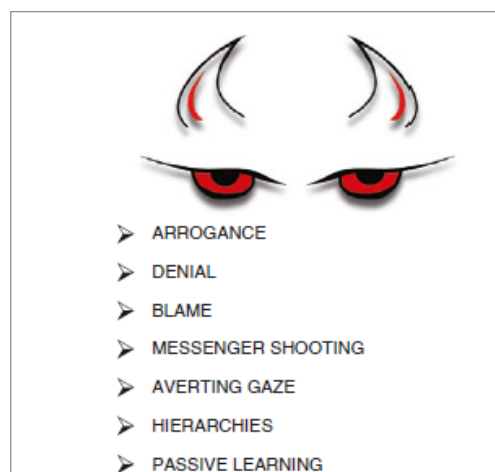 ARROGANCE
DENIAL
BLAME
MESSENGER SHOOTING
AVERTING GAZE
HIERARCHIES
PASSIVE LEARNING